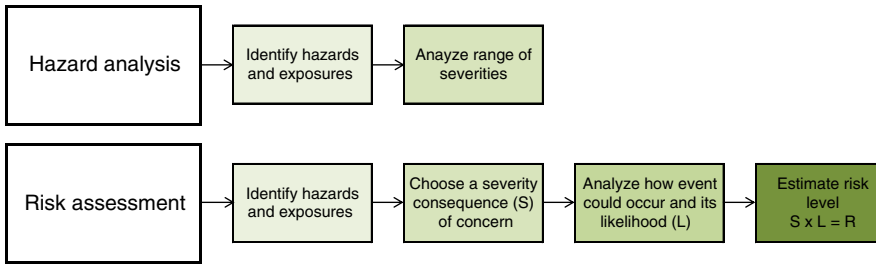 Hazard analysis
Identify hazards
and exposures
Anayze range of
severities
Risk assessment
Identify hazards
and exposures
Choose a severity
consequence (S)
of concern
Analyze how event
could occur and its
likelihood (L)
Estimate risk
level
S x L = R